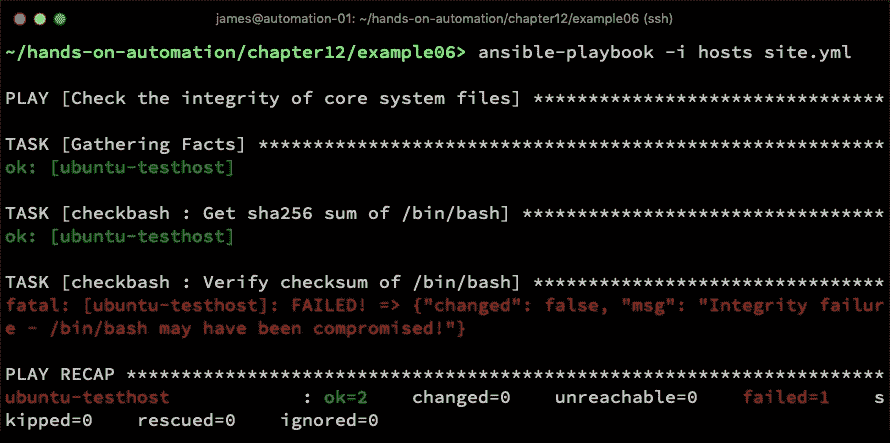 james@automation-01: ~/hands-on-automation/chapter12/example06 (ssh)
~/hands-on-automation/chapter12/example06> ansible-playbook -i hosts site.yml
PLAY [Check the integrity of core system files] ********************************
TASK [Gathering Facts] *********************************************************
ok: [ubuntu-testhost]
TASK [checkbash : Get sha256 sum of /bin/bash] *********************************
ok: [ubuntu-testhost]
TASK [checkbash : Verify checksum of /bin/bash] ********************************
fatal: [ubuntu-testhost]: FAILED! => {"changed": false, "msg": "Integrity failur
e - /bin/bash may have been compromised!"}
PLAY RECAP *********************************************************************
ubuntu-testhost            : ok=2    changed=0    unreachable=0    failed=1    s
kipped=0    rescued=0    ignored=0